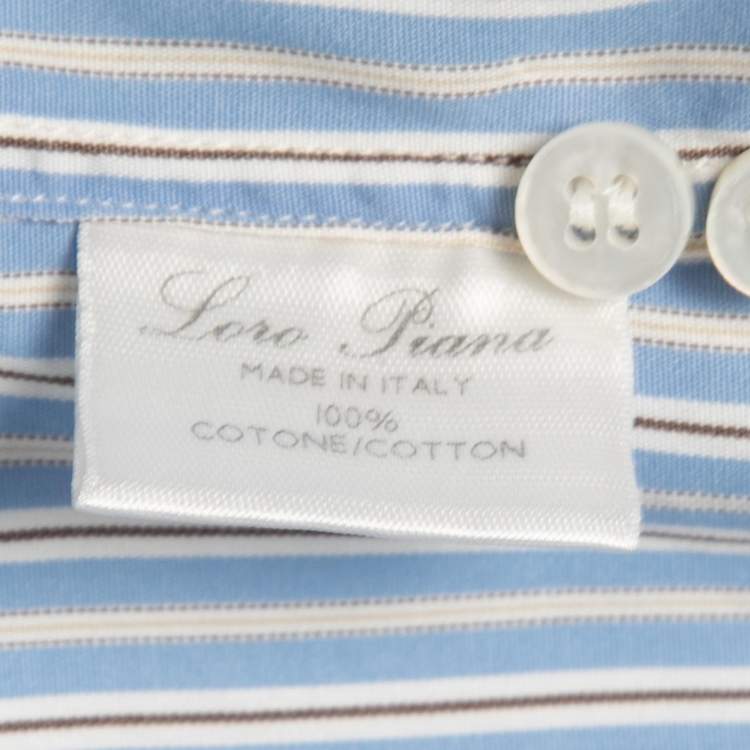 Loro Piana
MADE IN ITALY
100%
COTONE/COTTON